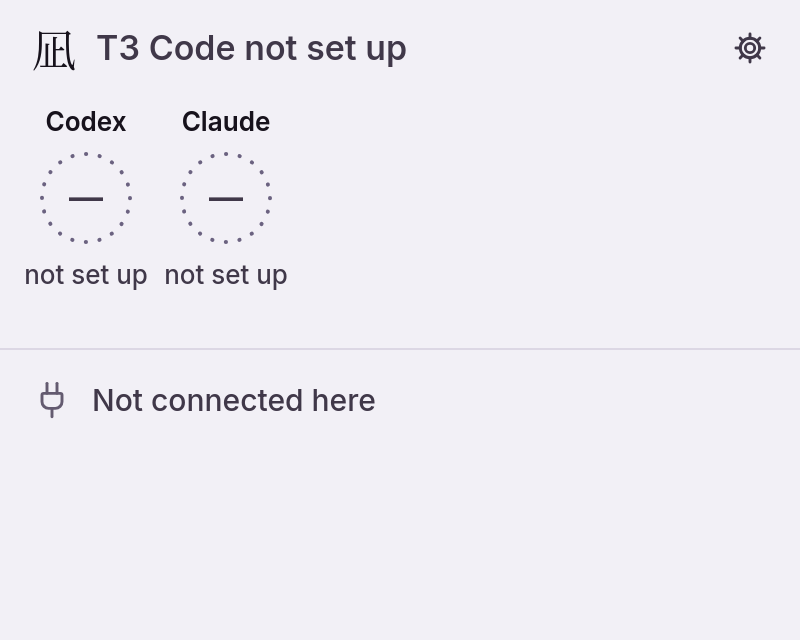 凪 T3 Code not set up
Codex Claude
— —
not set up not set up
Not connected here